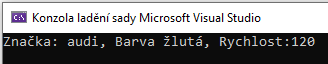 Konzola ladění sady Microsoft Visual Studio
Značka: audi, Barva žlutá, Rychlost:120